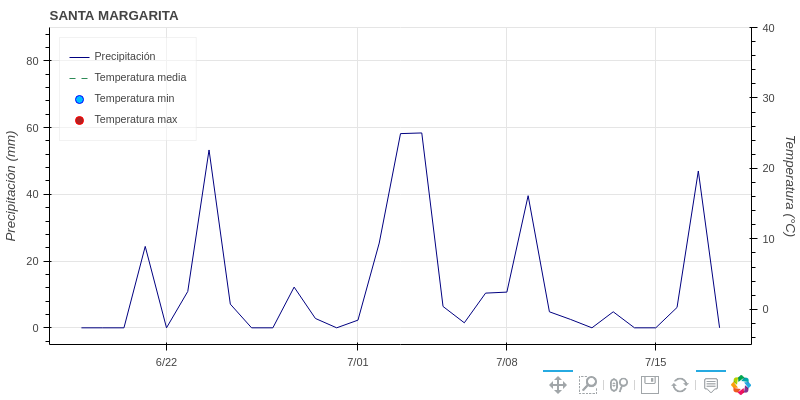 SANTA MARGARITA
Precipitación
Temperatura media
Temperatura min
Temperatura max
Precipitación (mm)
80
60
40
20
0
40
30
20
10
0
Temperatura (°C)
6/22
7/01
7/08
7/15